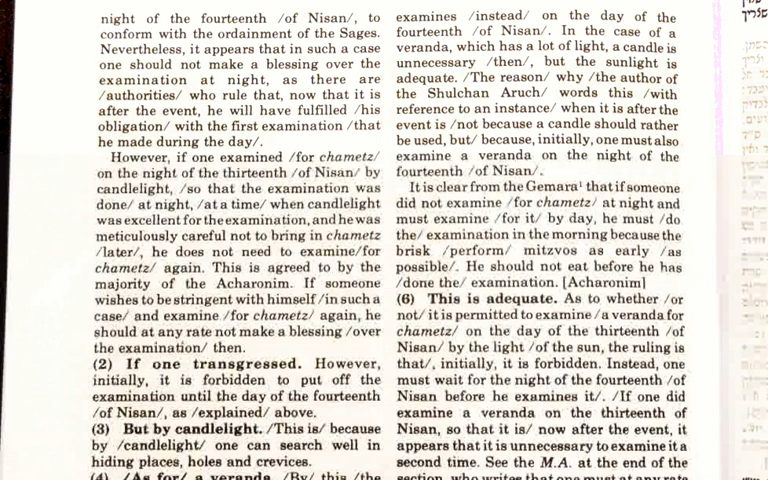 night of the fourteenth /of Nisan/, to
conform with the ordainment of the Sages.
Nevertheless, it appears that in such a case
one should not make a blessing over the
examination at night, as there are
/authorities/ who rule that, now that it is
after the event, he will have fulfilled /his
obligation/ with the first examination /that
he made during the day/.
However, if one examined /for chametz/
on the night of the thirteenth /of Nisan/ by
candlelight, /so that the examination was
done/ at night, /at a time/ when candlelight
was excellent for the examination, and he was
meticulously careful not to bring in chametz
/later/, he does not need to examine/for
chametz/ again. This is agreed to by the
majority of the Acharonim. If someone
wishes to be stringent with himself /in such a
case/ and examine /for chametz/ again, he
should at any rate not make a blessing /over
the examination/ then.
(2) If one transgressed. However,
initially, it is forbidden to put off the
examination until the day of the fourteenth
/of Nisan/, as /explained/ above.
(3) But by candlelight. /This is/ because
by /candlelight/ one can search well in
hiding places, holes and crevices.
(4) /As for/ a veranda. /By/ this /the
examines /instead/ on the day of the
fourteenth /of Nisan/. In the case of a
veranda, which has a lot of light, a candle is
unnecessary /then/, but the sunlight is
adequate. /The reason/ why /the author of
the Shulchan Aruch/ words this /with
reference to an instance/ when it is after the
event is /not because a candle should rather
be used, but/ because, initially, one must also
examine a veranda on the night of the
fourteenth /of Nisan/.
It is clear from the Gemara¹ that if someone
did not examine /for chametz/ at night and
must examine /for it/ by day, he must /do
the/ examination in the morning because the
brisk /perform/ mitzvos as early /as
possible/. He should not eat before he has
/done the/ examination. [Acharonim]
(6) This is adequate. As to whether /or
not/ it is permitted to examine /a veranda for
chametz/ on the day of the thirteenth /of
Nisan/ by the light /of the sun, the ruling is
that/, initially, it is forbidden. Instead, one
must wait for the night of the fourteenth /of
Nisan before he examines it/. /If one did
examine a veranda on the thirteenth of
Nisan, so that it is/ now after the event, it
appears that it is unnecessary to examine it a
second time. See the M.A. at the end of the
section, who writes that one must at any rate